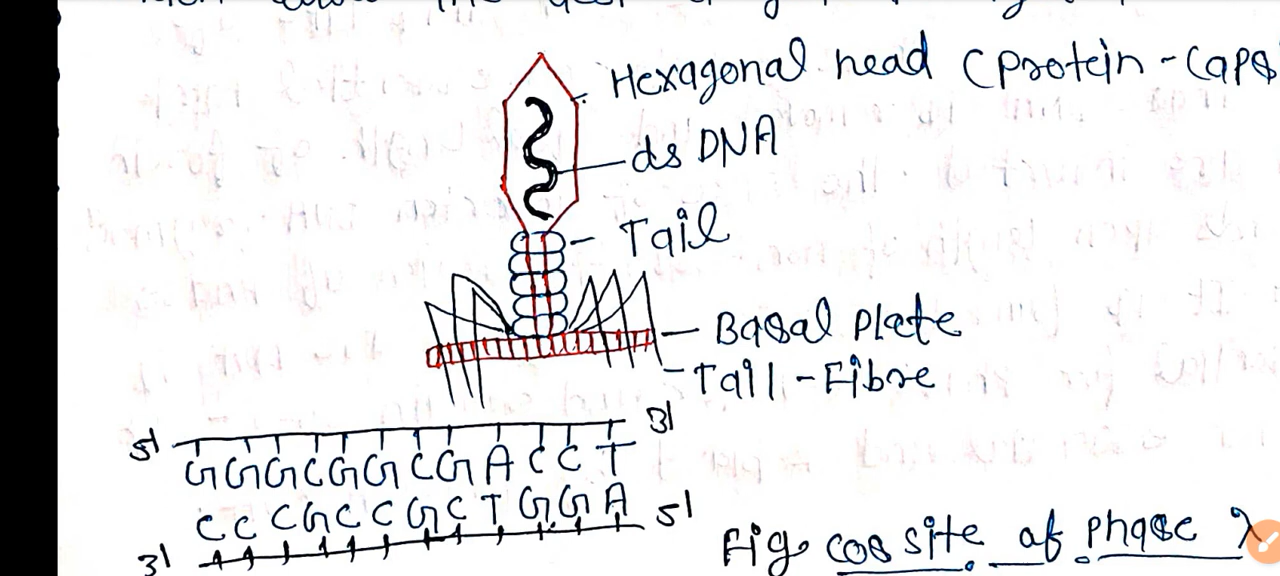 Hexagonal head (Protein-Caps
ds DNA
Tail
Basal Plate
Tail-Fibre
5' 3'
GGGCGGCGACCT
CCCGCCGCTGGA
3' 5'
Fig. cos site of phage λ